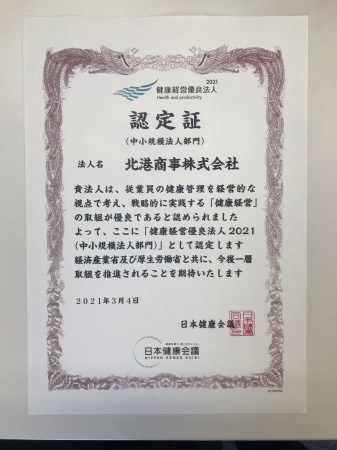 2021
健康経営優良法人
Health and productivity
認定証
(中小規模法人部門)
法人名 北港商事株式会社
貴法人は、従業員の健康管理を経営的な
視点で考え、戦略的に実践する「健康経営」
の取組が優良であると認められました
よって、ここに「健康経営優良法人2021
(中小規模法人部門)」として認定します
経済産業省及び厚生労働省と共に、今後一層
取組を推進されることを期待いたします
2021年3月4日
日本健康会議
日本健康会議
NIPPON KENKO KAIGI